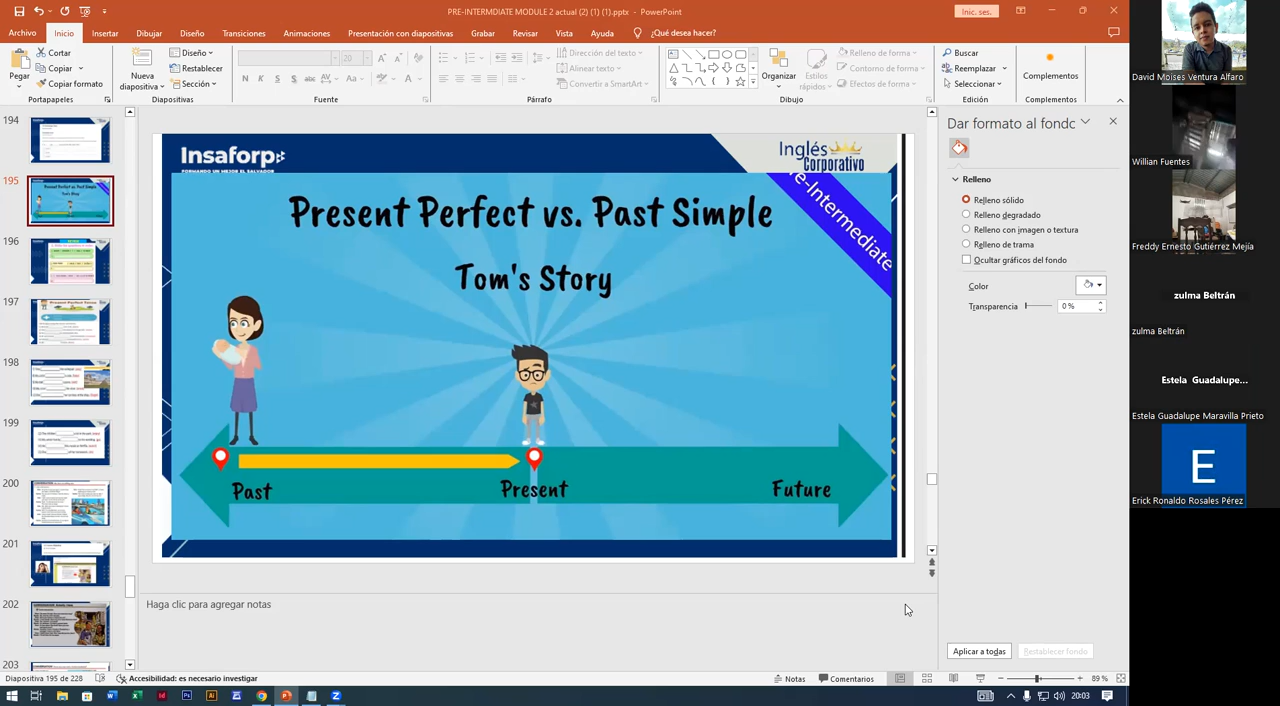 PRE-INTERMDIATE MODULE 2 actual (2) (1) (1).pptx - PowerPoint
Inic. ses.
Archivo Inicio Insertar Dibujar Diseño Transiciones Animaciones Presentación con diapositivas Grabar Revisar Vista Ayuda ¿Qué desea hacer?
Pegar
Cortar
Copiar
Copiar formato
Portapapeles
Nueva diapositiva
Diseño
Restablecer
Sección
Diapositivas
N K S S
Aa
A
Fuente
Dirección del texto
Alinear texto
Convertir a SmartArt
Párrafo
Organizar
Estilos rápidos
Relleno de forma
Contorno de forma
Efectos de forma
Dibujo
Buscar
Reemplazar
Seleccionar
Edición
Complementos
Complementos
194
195
196
197
198
199
200
201
202
203
Insaforp
FORMANDO UN MEJOR EL SALVADOR
Inglés
Corporativo
Present Perfect vs. Past Simple
Tom's Story
e-Intermediate
Past
Present
Future
Haga clic para agregar notas
Dar formato al fondo
Relleno
Relleno sólido
Relleno degradado
Relleno con imagen o textura
Relleno de trama
Ocultar gráficos del fondo
Color
Transparencia
0 %
Aplicar a todas
Restablecer fondo
David Moises Ventura Alfaro
Willian Fuentes
Freddy Ernesto Gutiérrez Mejía
zulma Beltrán
zulma Beltrán
Estela Guadalupe...
Estela Guadalupe Maravilla Prieto
E
Erick Ronaldo Rosales Pérez
Diapositiva 195 de 228
Accesibilidad: es necesario investigar
Notas
Comentarios
89 %
20:03